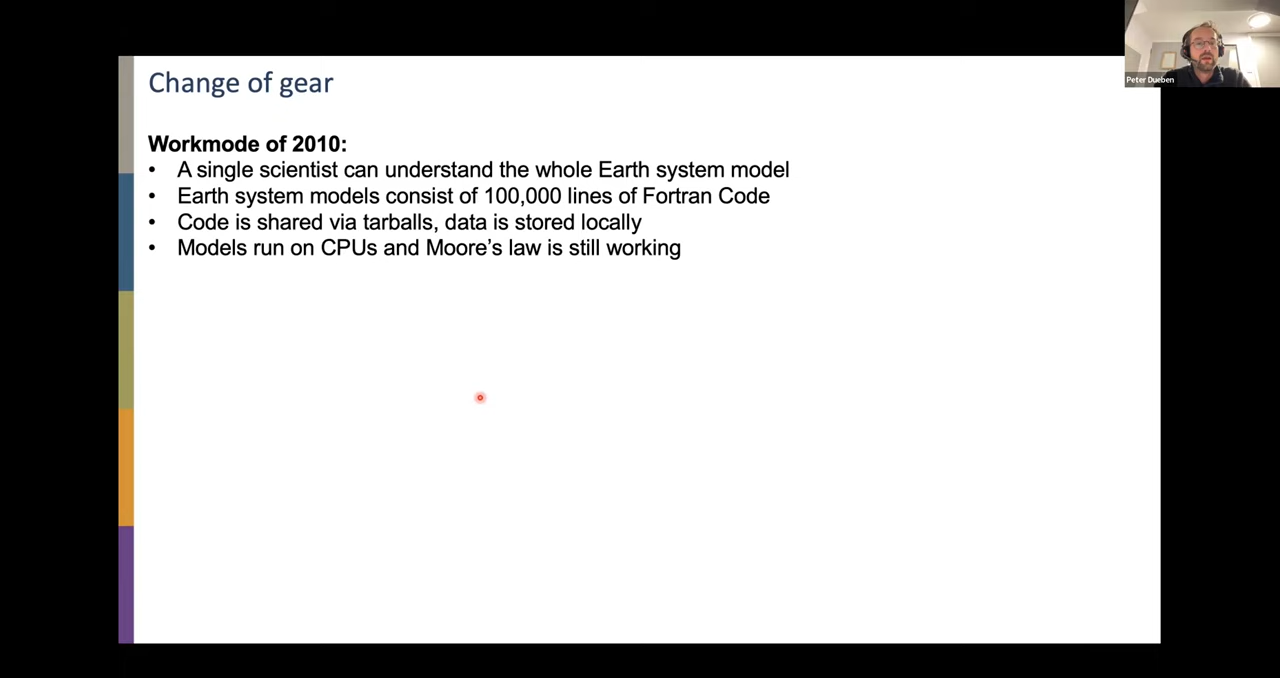 Change of gear
Workmode of 2010:
• A single scientist can understand the whole Earth system model
• Earth system models consist of 100,000 lines of Fortran Code
• Code is shared via tarballs, data is stored locally
• Models run on CPUs and Moore's law is still working
Peter Dueben